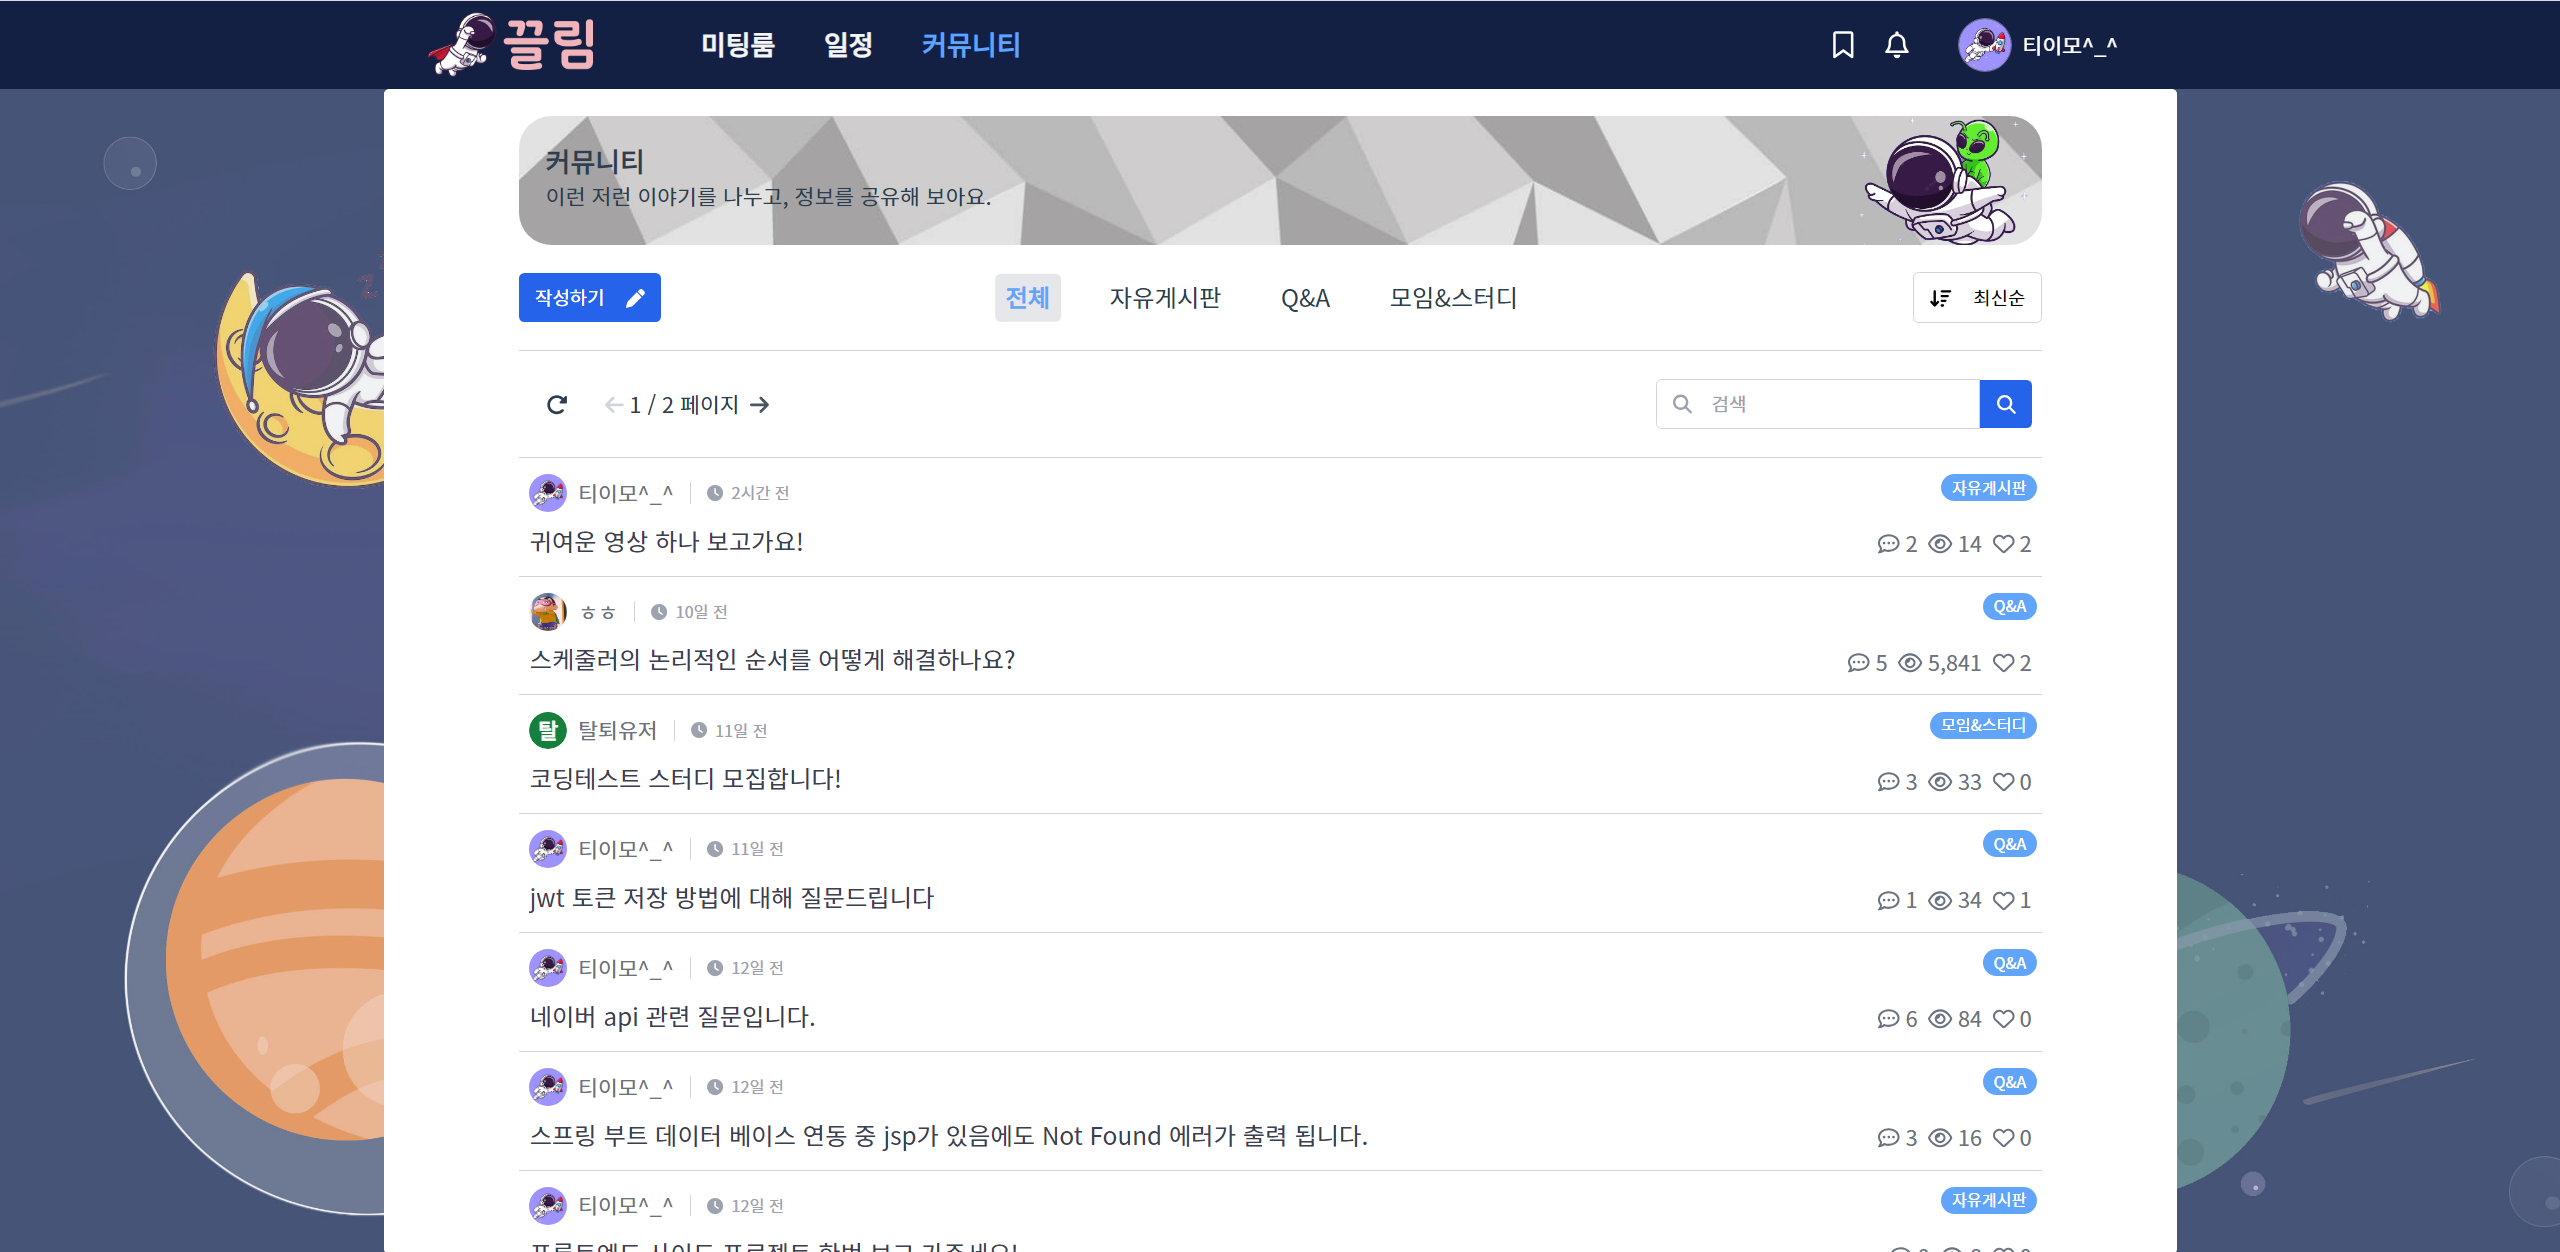 끌림
미팅룸 일정 커뮤니티
티이모^_^
커뮤니티
이런 저런 이야기를 나누고, 정보를 공유해 보아요.
작성하기 전체 자유게시판 Q&A 모임&스터디 최신순
1 / 2 페이지 검색
티이모^_^ 2시간 전 자유게시판
귀여운 영상 하나 보고가요! 2 14 2
ㅎㅎ 10일 전 Q&A
스케줄러의 논리적인 순서를 어떻게 해결하나요? 5 5,841 2
탈 탈퇴유저 11일 전 모임&스터디
코딩테스트 스터디 모집합니다! 3 33 0
티이모^_^ 11일 전 Q&A
jwt 토큰 저장 방법에 대해 질문드립니다 1 34 1
티이모^_^ 12일 전 Q&A
네이버 api 관련 질문입니다. 6 84 0
티이모^_^ 12일 전 Q&A
스프링 부트 데이터 베이스 연동 중 jsp가 있음에도 Not Found 에러가 출력 됩니다. 3 16 0
티이모^_^ 12일 전 자유게시판